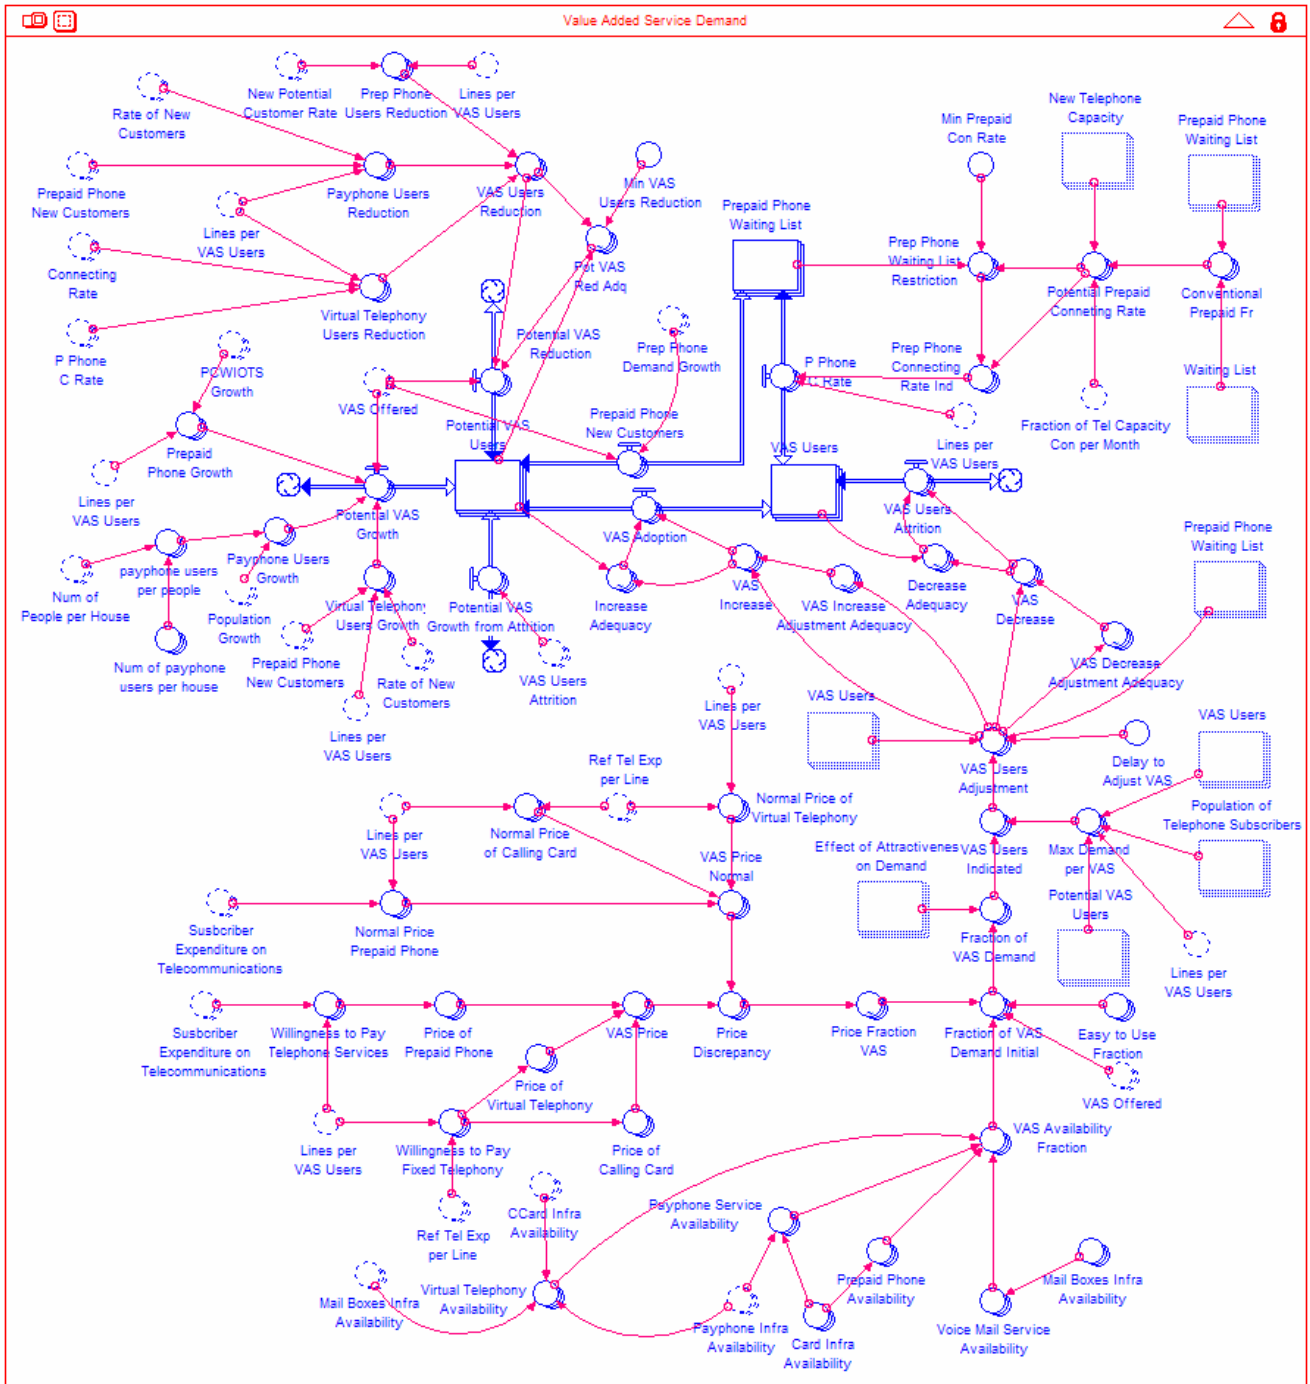 Value Added Service Demand
New Potential
Customer Rate
Prep Phone
Users Reduction
Lines per
VAS Users
Rate of New
Customers
Prepaid Phone
New Customers
Payphone Users
Reduction
VAS Users
Reduction
Min VAS
Users Reduction
Lines per
VAS Users
Connecting
Rate
Virtual Telephony
Users Reduction
Pot VAS
Red Adq
P Phone
C Rate
Potential VAS
Reduction
Min Prepaid
Con Rate
New Telephone
Capacity
Prepaid Phone
Waiting List
Prepaid Phone
Waiting List
Prep Phone
Waiting List
Restriction
Potential Prepaid
Conneting Rate
Conventional
Prepaid Fr
Prep Phone
Demand Growth
P Phone
C Rate
Prep Phone
Connecting
Rate Ind
Waiting List
PCWIOTS
Growth
VAS Offered
Potential VAS
Users
Prepaid Phone
New Customers
VAS Users
Lines per
VAS Users
Fraction of Tel Capacity
Con per Month
Prepaid
Phone Growth
Lines per
VAS Users
Potential VAS
Growth
VAS Adoption
VAS Users
Attrition
Prepaid Phone
Waiting List
payphone users
per people
Payphone Users
Growth
Num of
People per House
Population
Growth
Virtual Telephony
Users Growth
Potential VAS
Growth from Attrition
Increase
Adequacy
VAS
Increase
VAS Increase
Adjustment Adequacy
Decrease
Adequacy
VAS
Decrease
Num of payphone
users per house
Prepaid Phone
New Customers
Rate of New
Customers
VAS Users
Attrition
VAS Decrease
Adjustment Adequacy
Lines per
VAS Users
Lines per
VAS Users
VAS Users
VAS Users
VAS Users
Adjustment
Delay to
Adjust VAS
Ref Tel Exp
per Line
Normal Price of
Virtual Telephony
Population of
Telephone Subscribers
Lines per
VAS Users
Normal Price
of Calling Card
VAS Price
Normal
Effect of Attractivenes
on Demand
VAS Users
Indicated
Max Demand
per VAS
Potential VAS
Users
Susbcriber
Expenditure on
Telecommunications
Normal Price
Prepaid Phone
Fraction of
VAS Demand
Lines per
VAS Users
Susbcriber
Expenditure on
Telecommunications
Willingness to Pay
Telephone Services
Price of
Prepaid Phone
VAS Price
Price
Discrepancy
Price Fraction
VAS
Fraction of VAS
Demand Initial
Easy to Use
Fraction
Price of
Virtual Telephony
VAS Offered
Lines per
VAS Users
Willingness to Pay
Fixed Telephony
Price of
Calling Card
VAS Availability
Fraction
Ref Tel Exp
per Line
CCard Infra
Availability
Payphone Service
Availability
Mail Boxes Infra
Availability
Virtual Telephony
Availability
Prepaid Phone
Availability
Mail Boxes Infra
Availability
Payphone Infra
Availability
Card Infra
Availability
Voice Mail Service
Availability